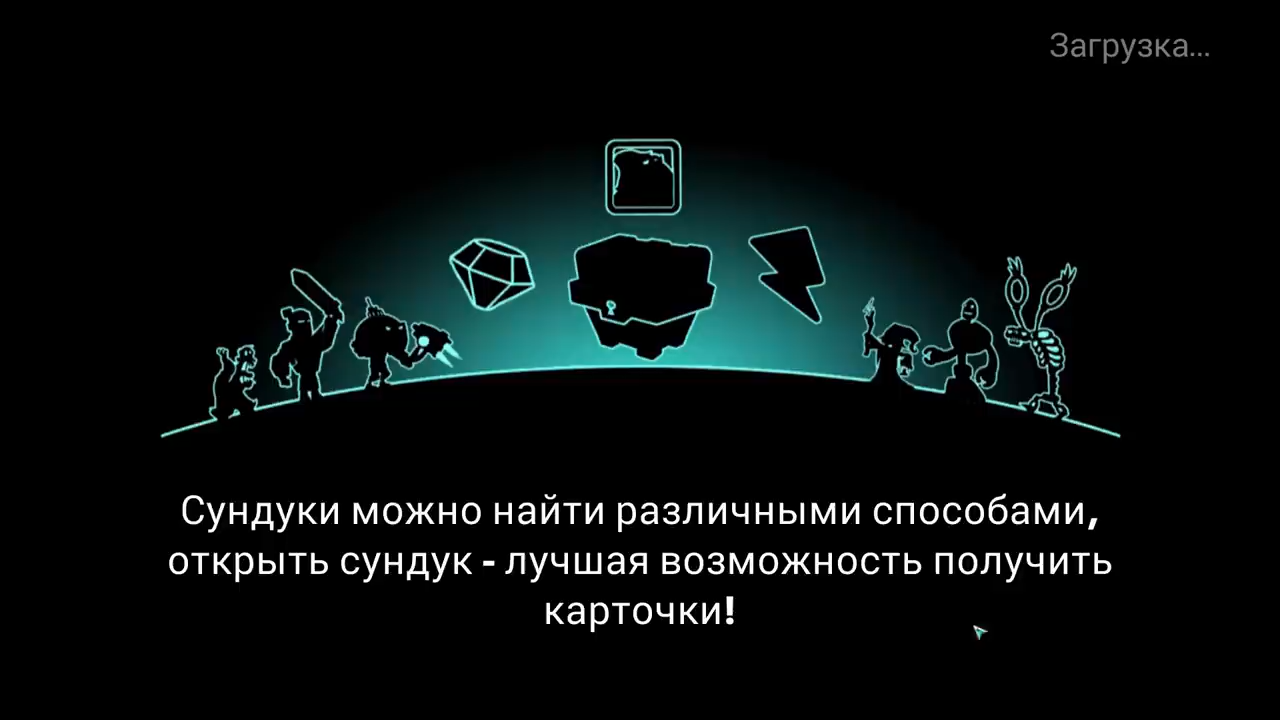 Загрузка...
Сундуки можно найти различными способами,
открыть сундук - лучшая возможность получить
карточки!